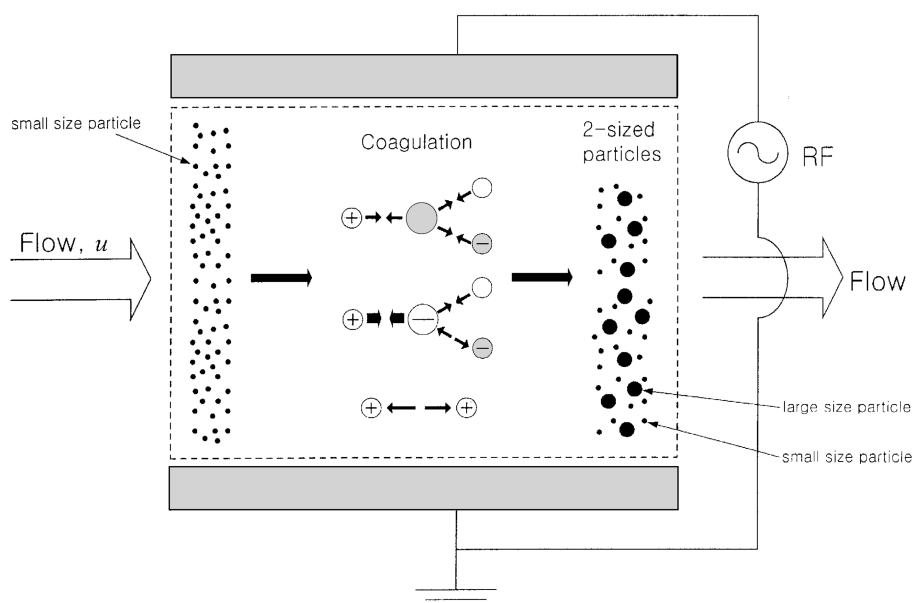 small size particle
Coagulation
2-sized
particles
RF
+
−
Flow, u
Flow
+
−
−
+
+
large size particle
small size particle